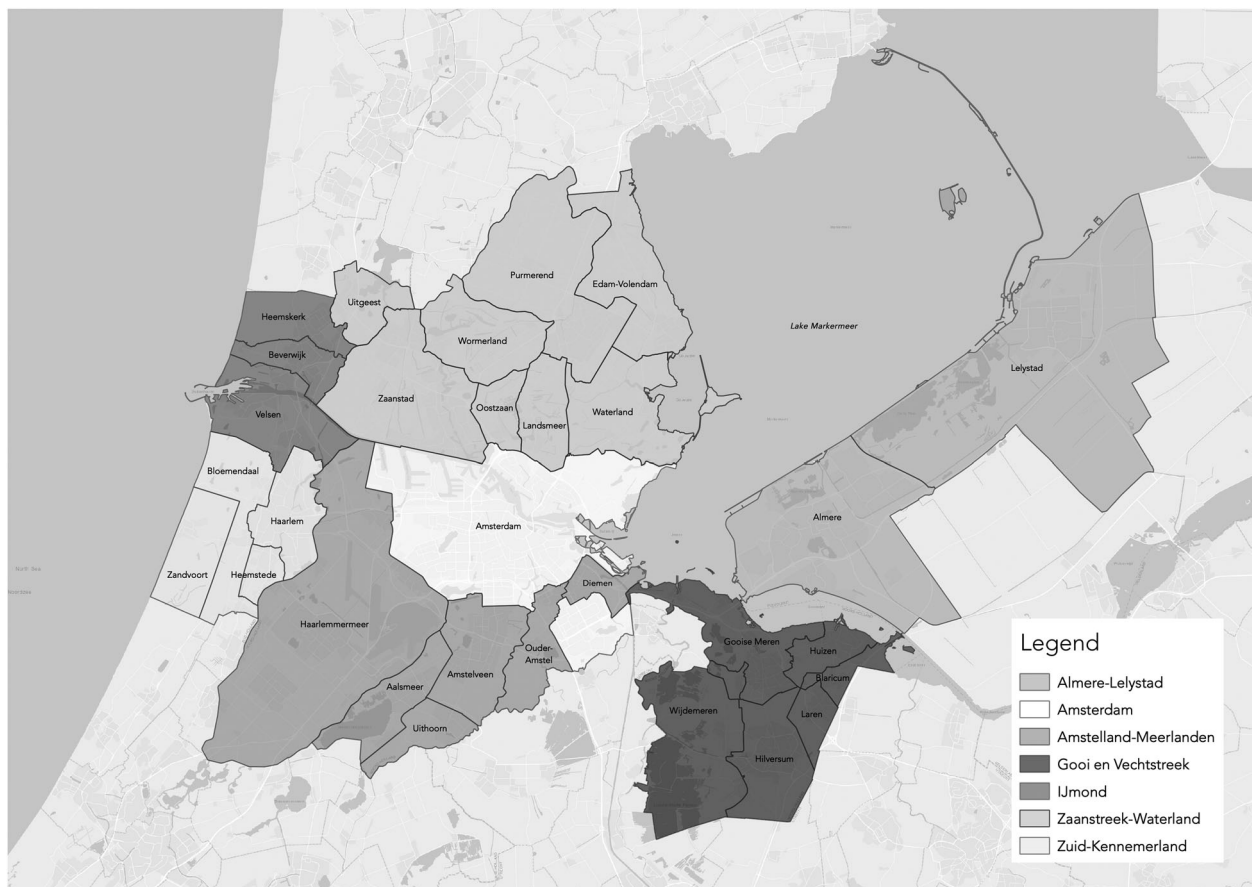 Purmerend
Edam-Volendam
Uitgeest
Heemskerk
Lake Markermeer
Wormerland
Beverwijk
Lelystad
Zaanstad
Oostzaan
Waterland
Velsen
Landsmeer
Bloemendaal
Almere
Haarlem
Amsterdam
Zandvoort
Heemstede
Diemen
Haarlemmermeer
Gooise Meren
Ouder-
Amstel
Huizen
Amstelveen
Blaricum
Aalsmeer
Wijdemeren
Laren
Uithoorn
Hilversum
Legend
Almere-Lelystad
Amsterdam
Amstelland-Meerlanden
Gooi en Vechtstreek
IJmond
Zaanstreek-Waterland
Zuid-Kennemerland